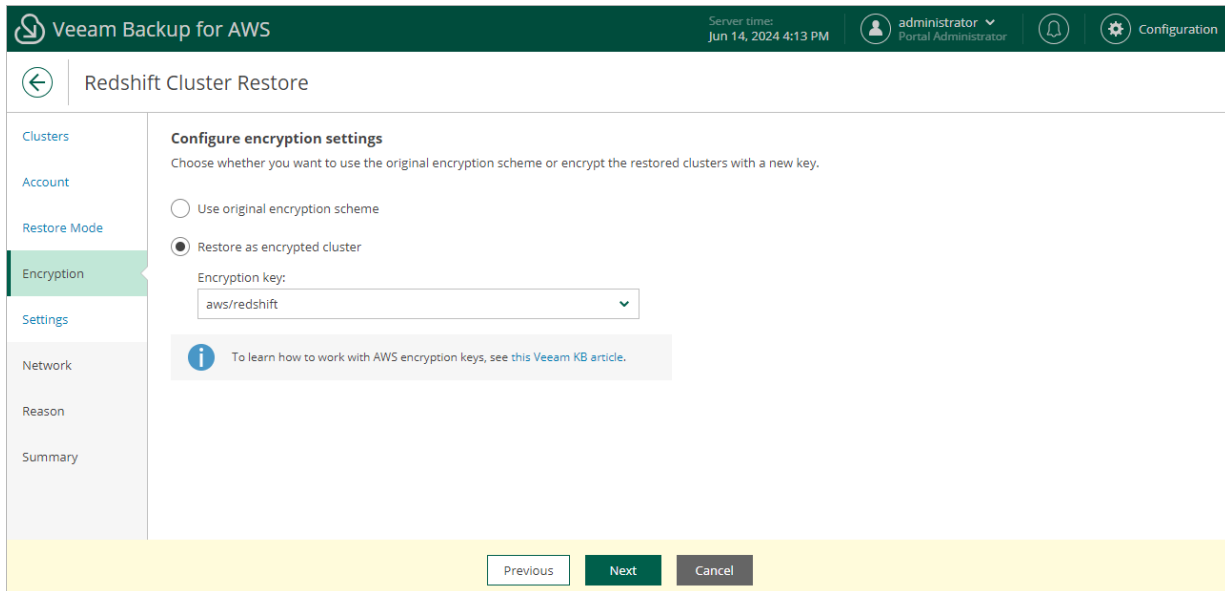 Veeam Backup for AWS
Server time:
Jun 14, 2024 4:13 PM
administrator
Portal Administrator
Configuration
Redshift Cluster Restore
Clusters
Account
Restore Mode
Encryption
Settings
Network
Reason
Summary
Configure encryption settings
Choose whether you want to use the original encryption scheme or encrypt the restored clusters with a new key.
Use original encryption scheme
Restore as encrypted cluster
Encryption key:
aws/redshift
To learn how to work with AWS encryption keys, see this Veeam KB article.
Previous
Next
Cancel